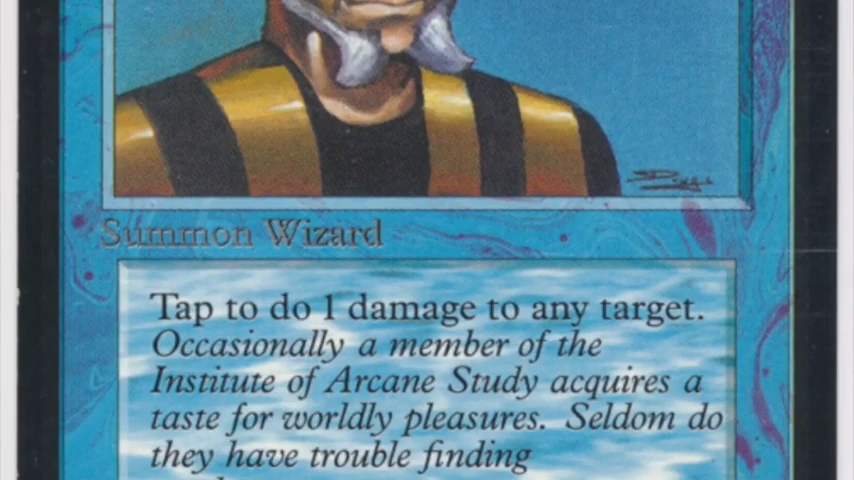 Summon Wizard
Tap to do 1 damage to any target.
Occasionally a member of the
Institute of Arcane Study acquires a
taste for worldly pleasures. Seldom do
they have trouble finding